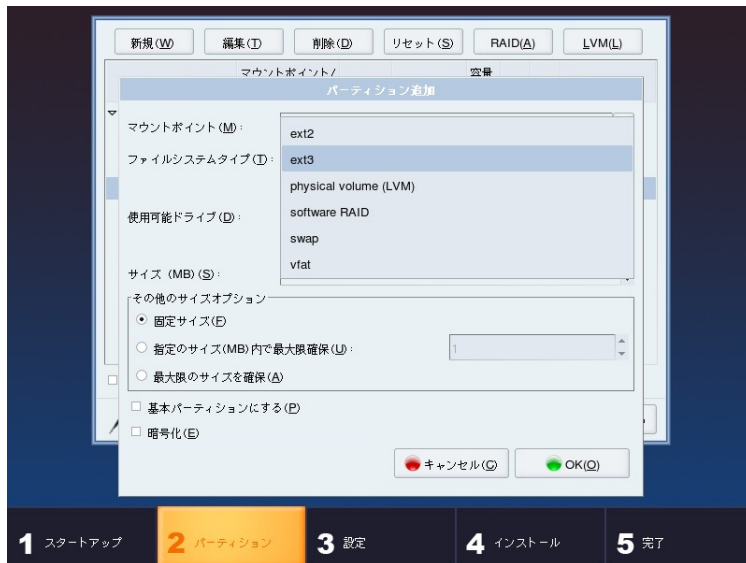 新規(W) 編集(T) 削除(D) リセット(S) RAID(A) LVM(L)
マウントポイント/ 容量
パーティション追加
マウントポイント(M):
ext2
ファイルシステムタイプ(T):
ext3
physical volume (LVM)
使用可能ドライブ(D):
software RAID
swap
vfat
サイズ (MB)(S):
その他のサイズオプション
固定サイズ(F)
指定のサイズ(MB)内で最大限確保(U): 1
最大限のサイズを確保(A)
基本パーティションにする(P)
暗号化(E)
キャンセル(C) OK(O)
1 スタートアップ 2 パーティション 3 設定 4 インストール 5 完了